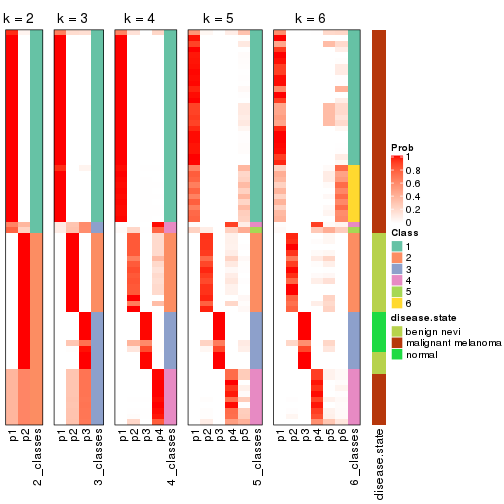 k = 2 k = 3 k = 4 k = 5 k = 6
Prob
1
0.8
0.6
0.4
0.2
0
Class
1
2
3
4
5
6
disease.state
benign nevi
malignant melanoma
normal
p1 p2 2_classes p1 p2 p3 3_classes p1 p2 p3 p4 4_classes p1 p2 p3 p4 p5 5_classes p1 p2 p3 p4 p5 p6 6_classes disease.state